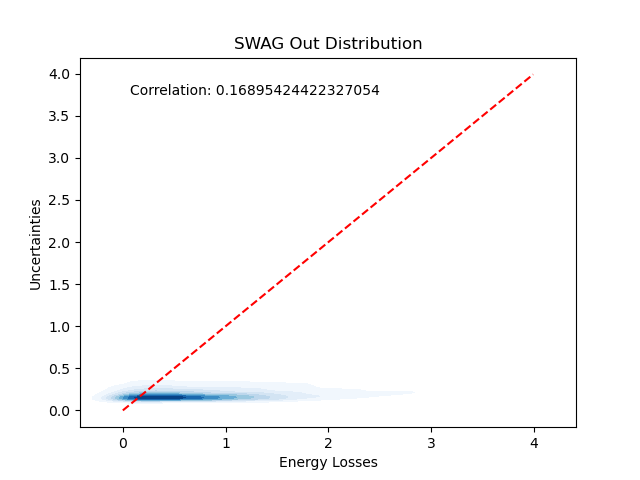 SWAG Out Distribution
Correlation: 0.16895424422327054
4.0
3.5
3.0
2.5
2.0
1.5
1.0
0.5
0.0
Uncertainties
0 1 2 3 4
Energy Losses